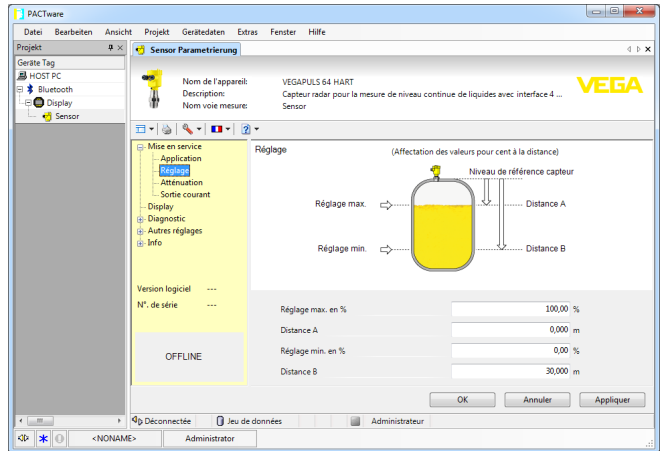 PACTware
Datei Bearbeiten Ansicht Projekt Gerätedaten Extras Fenster Hilfe
Projekt
Sensor Parametrierung
Geräte Tag
HOST PC
Bluetooth
Display
Sensor
Nom de l'appareil: VEGAPULS 64 HART
Description: Capteur radar pour la mesure de niveau continue de liquides avec interface 4 ...
Nom voie mesure: Sensor
VEGA
Mise en service
Application
Réglage
Atténuation
Sortie courant
Display
Diagnostic
Autres réglages
Info
Version logiciel ---
N°. de série ---
OFFLINE
Réglage
(Affectation des valeurs pour cent à la distance)
Niveau de référence capteur
Réglage max. Distance A
Réglage min. Distance B
Réglage max. en % 100,00 %
Distance A 0,000 m
Réglage min. en % 0,00 %
Distance B 30,000 m
OK Annuler Appliquer
Déconnectée Jeu de données Administrateur
<NONAME> Administrator